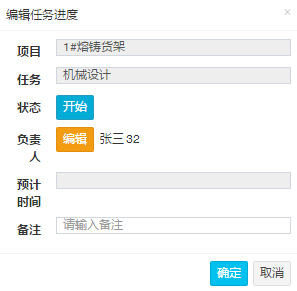 编辑任务进度 ×
项目 1#熔铸货架
任务 机械设计
状态 开始
负责人 编辑 张三32
预计时间
备注 请输入备注
确定 取消